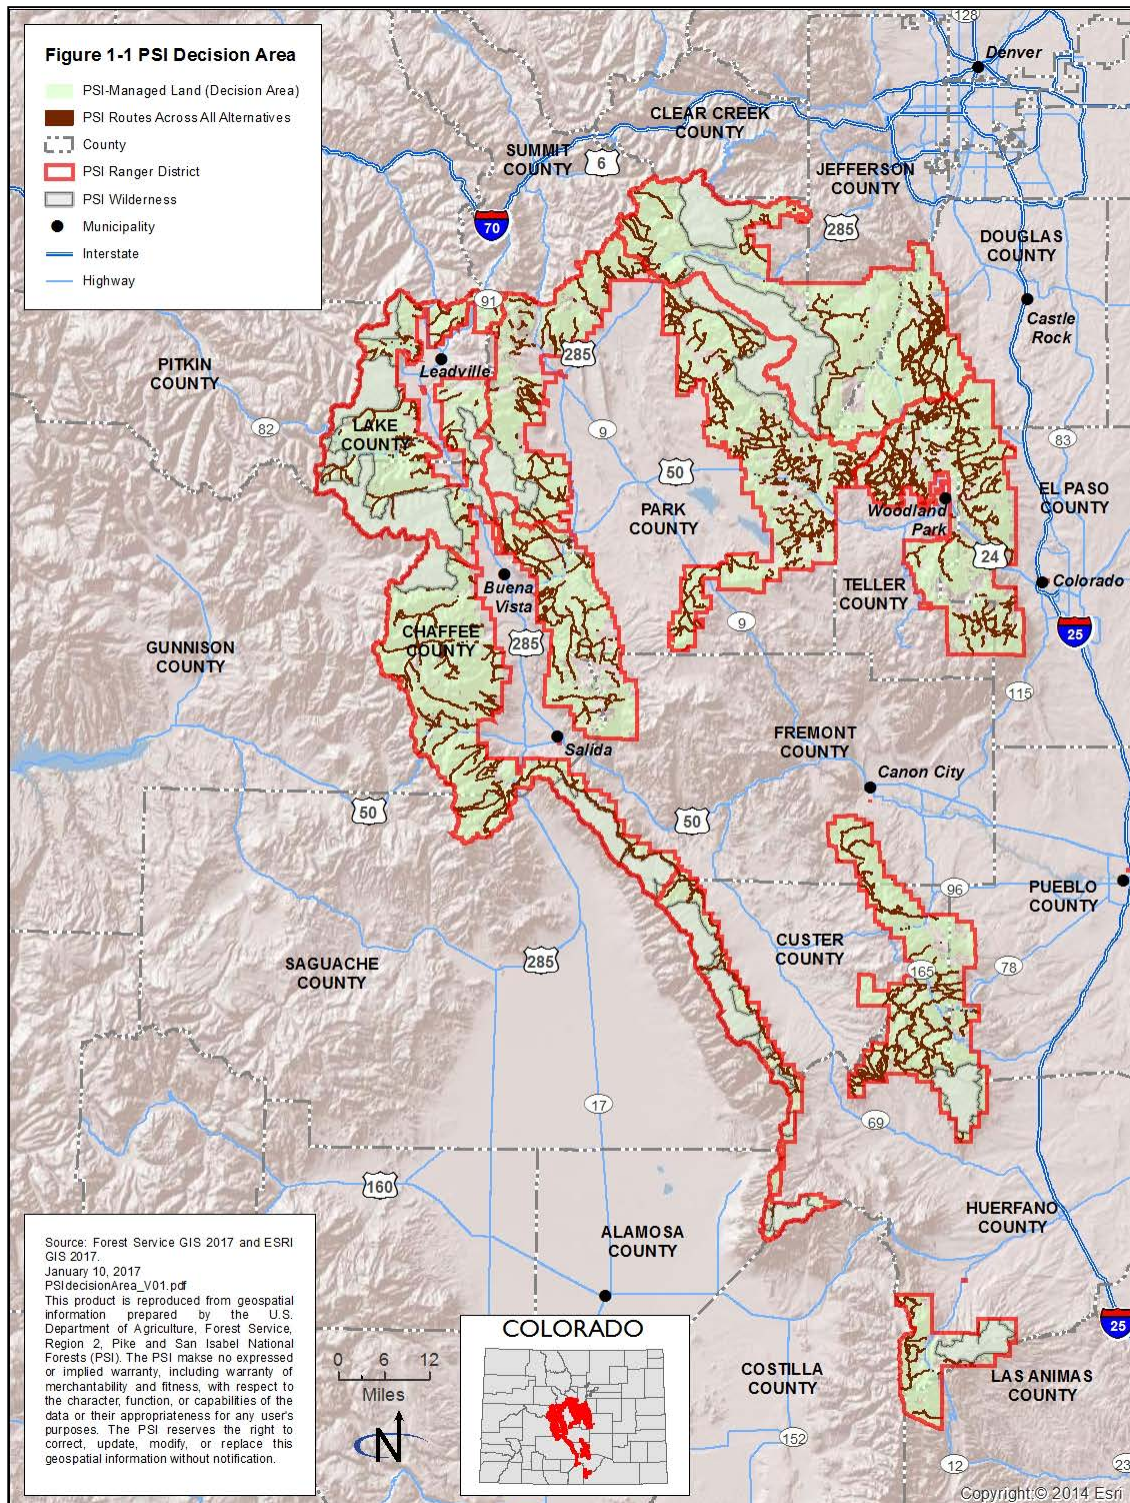 Figure 1-1 PSI Decision Area
PSI-Managed Land (Decision Area)
PSI Routes Across All Alternatives
County
PSI Ranger District
PSI Wilderness
Municipality
Interstate
Highway
128
Denver
CLEAR CREEK
COUNTY
SUMMIT
COUNTY
6
JEFFERSON
COUNTY
70
285
DOUGLAS
COUNTY
91
Castle
Rock
285
PITKIN
COUNTY
Leadville
82
LAKE
COUNTY
9
83
50
EL PASO
COUNTY
PARK
COUNTY
Woodland
Park
24
Buena
Vista
TELLER
COUNTY
Colorado
9
25
CHAFFEE
COUNTY
285
GUNNISON
COUNTY
115
Salida
FREMONT
COUNTY
Canon City
50
50
96
PUEBLO
COUNTY
CUSTER
COUNTY
285
165
78
SAGUACHE
COUNTY
17
69
160
HUERFANO
COUNTY
ALAMOSA
COUNTY
25
COSTILLA
COUNTY
LAS ANIMAS
COUNTY
152
12
23
Source: Forest Service GIS 2017 and ESRI
GIS 2017.
January 10, 2017
PSIdecisionArea_V01.pdf
This product is reproduced from geospatial
information prepared by the U.S.
Department of Agriculture, Forest Service,
Region 2, Pike and San Isabel National
Forests (PSI). The PSI makse no expressed
or implied warranty, including warranty of
merchantability and fitness, with respect to
the character, function, or capabilities of the
data or their appropriateness for any user's
purposes. The PSI reserves the right to
correct, update, modify, or replace this
geospatial information without notification.
0 6 12
Miles
N
COLORADO
Copyright:© 2014 Esri